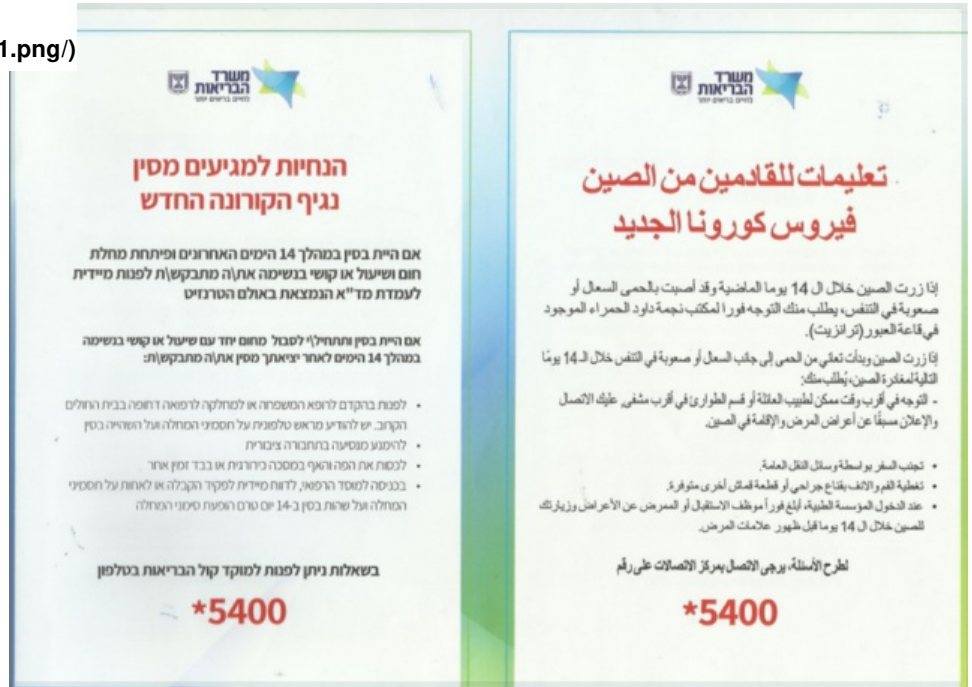 1.png/)
משרד
הבריאות
לחיים בריאים יותר
تعليمات للقادمين من الصين
فيروس كورونا الجديد
إذا زرت الصين خلال ال 14 يوما الماضية وقد أصبت بالحمى السعال أو
صعوبة في التنفس، يطلب منك التوجه فورا لمكتب نجمة داود الحمراء الموجود
في قاعة العبور (ترانزيت).
إذا زرت الصين وبدأت تعاني من الحمى إلى جانب السعال أو صعوبة في التنفس خلال الـ 14 يومًا
التالية لمغادرة الصين، يُطلب منك:
- التوجه في أقرب وقت ممكن لطبيب العائلة أو قسم الطوارئ في أقرب مشفى. عليك الاتصال
والإعلان مسبقًا عن أعراض المرض والإقامة في الصين.
• تجنب السفر بواسطة وسائل النقل العامة.
• تغطية الفم والانف بقناع جراحي أو قطعة قماش أخرى متوفرة.
• عند الدخول المؤسسة الطبية، أبلغ فوراً موظف الاستقبال أو الممرض عن الأعراض وزيارتك
للصين خلال ال 14 يوما قبل ظهور علامات المرض.
لطرح الأسئلة، يرجى الاتصال بمركز الاتصالات على رقم
*5400
משרד
הבריאות
לחיים בריאים יותר
הנחיות למגיעים מסין
נגיף הקורונה החדש
אם היית בסין במהלך 14 הימים האחרונים ופיתחת מחלת
חום ושיעול או קושי בנשימה את\ה מתבקש\ת לפנות מיידית
לעמדת מד"א הנמצאת באולם הטרנזיט
אם היית בסין ותתחיל\י לסבול מחום יחד עם שיעול או קושי בנשימה
במהלך 14 הימים לאחר יציאתך מסין את\ה מתבקש\ת:
• לפנות בהקדם לרופא המשפחה או למחלקה לרפואה דחופה בבית החולים
הקרוב. יש להודיע מראש טלפונית על תסמיני המחלה ועל השהייה בסין
• להימנע מנסיעה בתחבורה ציבורית
• לכסות את הפה והאף במסכה כירורגית או בבד זמין אחר
• בכניסה למוסד הרפואי, לדווח מיידית לפקיד הקבלה או לאחות על תסמיני
המחלה ועל שהות בסין ב-14 יום טרם הופעת סימני המחלה
בשאלות ניתן לפנות למוקד קול הבריאות בטלפון
*5400